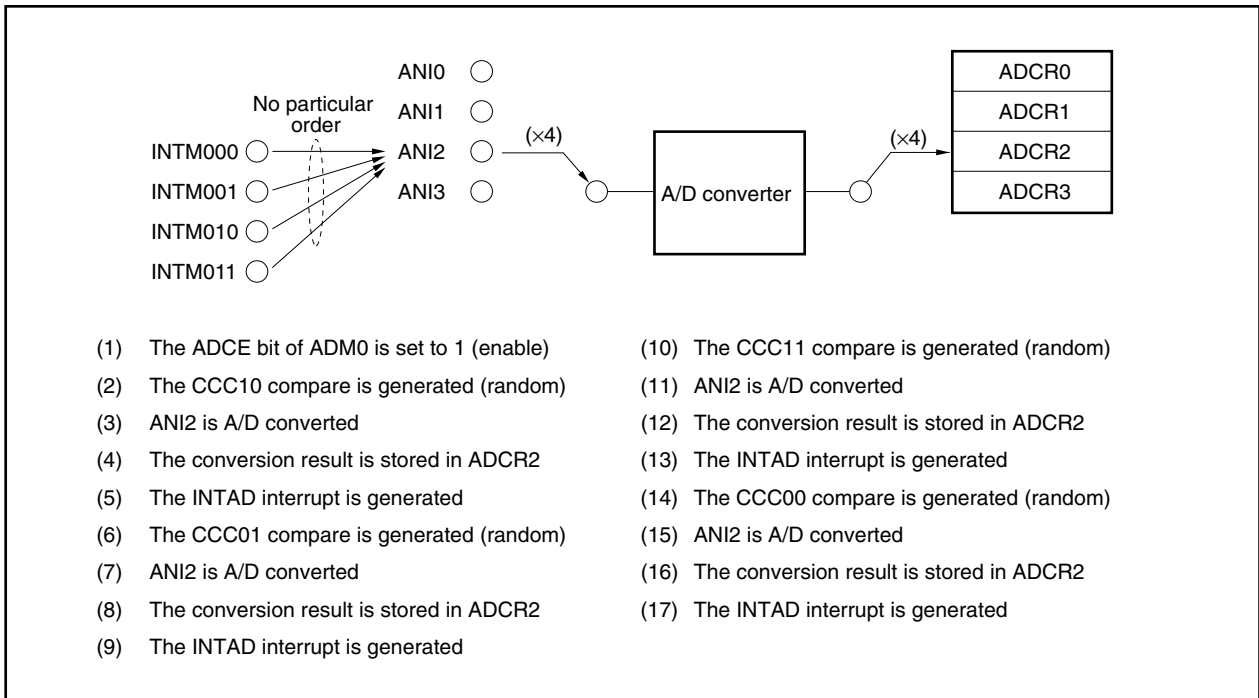 ANI0
ANI1
ANI2
ANI3
No particular
order
INTM000
INTM001
INTM010
INTM011
(×4)
A/D converter
(×4)
ADCR0
ADCR1
ADCR2
ADCR3
(1) The ADCE bit of ADM0 is set to 1 (enable)
(2) The CCC10 compare is generated (random)
(3) ANI2 is A/D converted
(4) The conversion result is stored in ADCR2
(5) The INTAD interrupt is generated
(6) The CCC01 compare is generated (random)
(7) ANI2 is A/D converted
(8) The conversion result is stored in ADCR2
(9) The INTAD interrupt is generated
(10) The CCC11 compare is generated (random)
(11) ANI2 is A/D converted
(12) The conversion result is stored in ADCR2
(13) The INTAD interrupt is generated
(14) The CCC00 compare is generated (random)
(15) ANI2 is A/D converted
(16) The conversion result is stored in ADCR2
(17) The INTAD interrupt is generated